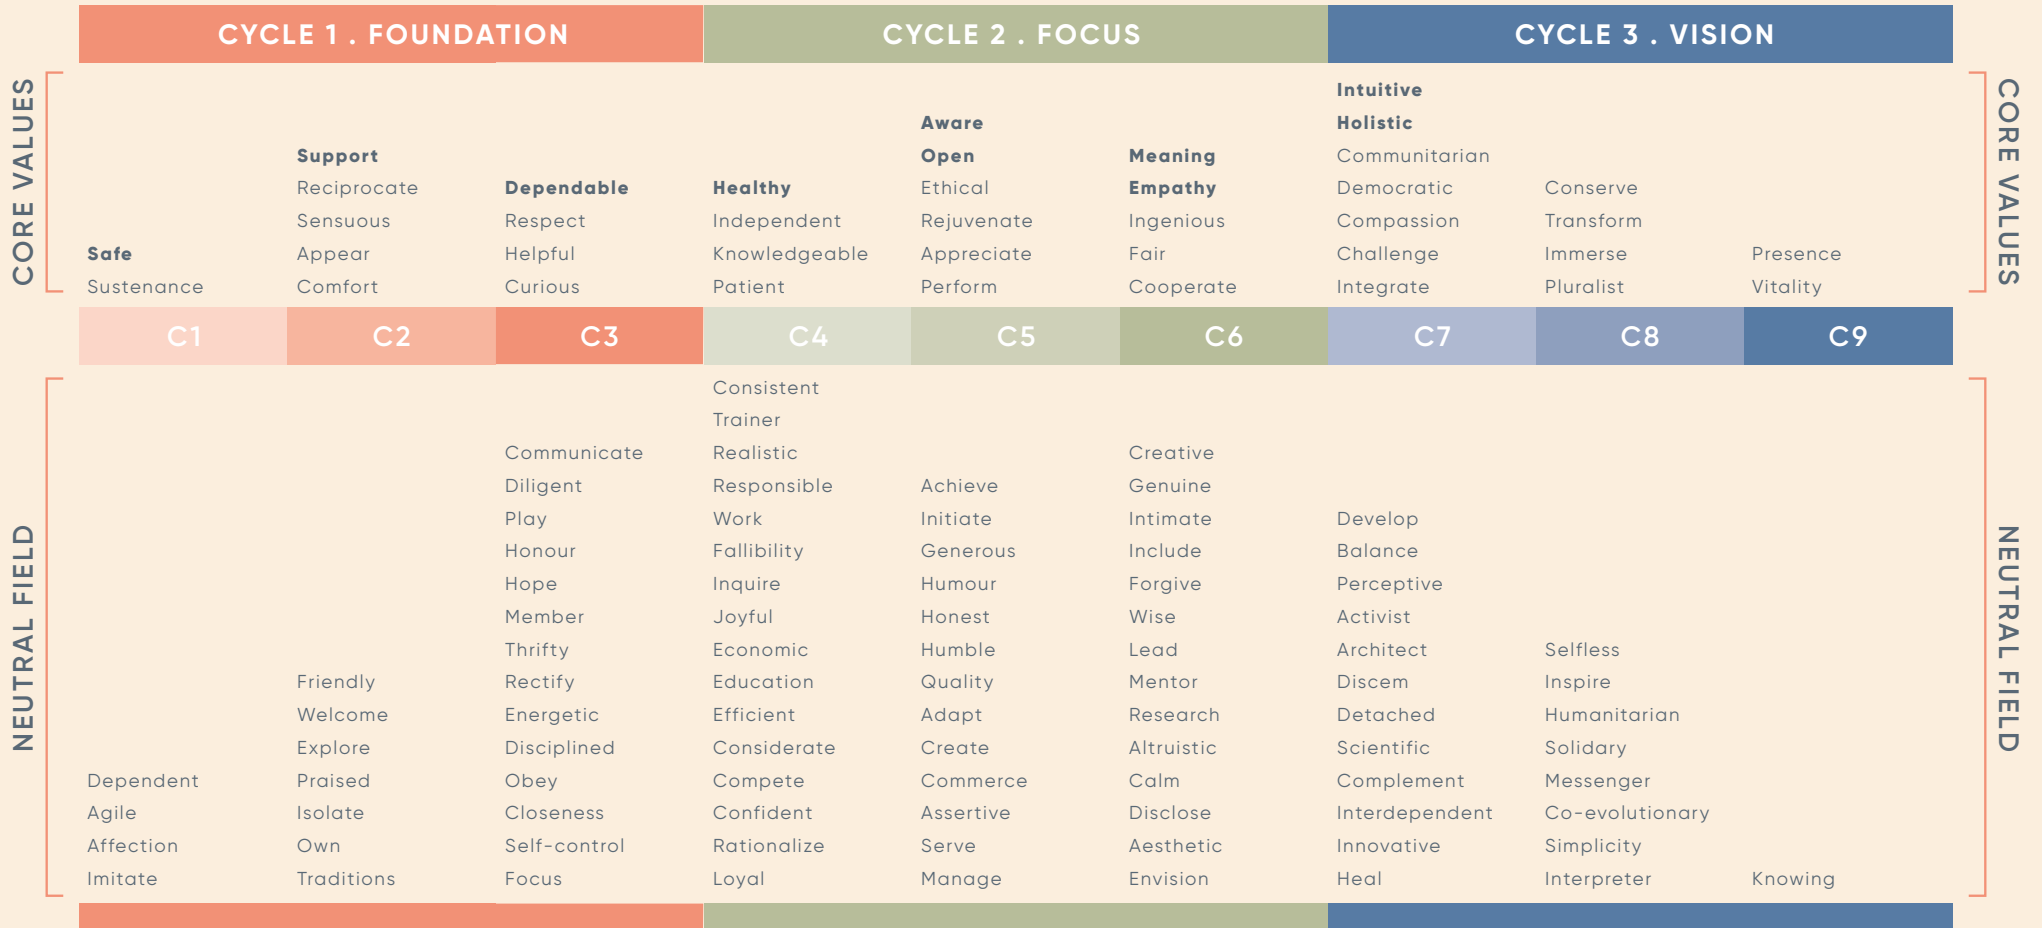 CYCLE 1 . FOUNDATION
CYCLE 2 . FOCUS
CYCLE 3 . VISION
CORE VALUES
Safe
Sustenance
Support
Reciprocate
Sensuous
Appear
Comfort
Dependable
Respect
Helpful
Curious
Healthy
Independent
Knowledgeable
Patient
Aware
Open
Ethical
Rejuvenate
Appreciate
Perform
Meaning
Empathy
Ingenious
Fair
Cooperate
Intuitive
Holistic
Communitarian
Democratic
Compassion
Challenge
Integrate
Conserve
Transform
Immerse
Pluralist
Presence
Vitality
CORE VALUES
C1
C2
C3
C4
C5
C6
C7
C8
C9
NEUTRAL FIELD
Dependent
Agile
Affection
Imitate
Friendly
Welcome
Explore
Praised
Isolate
Own
Traditions
Communicate
Diligent
Play
Honour
Hope
Member
Thrifty
Rectify
Energetic
Disciplined
Obey
Closeness
Self-control
Focus
Consistent
Trainer
Realistic
Responsible
Work
Fallibility
Inquire
Joyful
Economic
Education
Efficient
Considerate
Compete
Confident
Rationalize
Loyal
Achieve
Initiate
Generous
Humour
Honest
Humble
Quality
Adapt
Create
Commerce
Assertive
Serve
Manage
Creative
Genuine
Intimate
Include
Forgive
Wise
Lead
Mentor
Research
Altruistic
Calm
Disclose
Aesthetic
Envision
Develop
Balance
Perceptive
Activist
Architect
Discem
Detached
Scientific
Complement
Interdependent
Innovative
Heal
Selfless
Inspire
Humanitarian
Solidary
Messenger
Co-evolutionary
Simplicity
Interpreter
Knowing
NEUTRAL FIELD